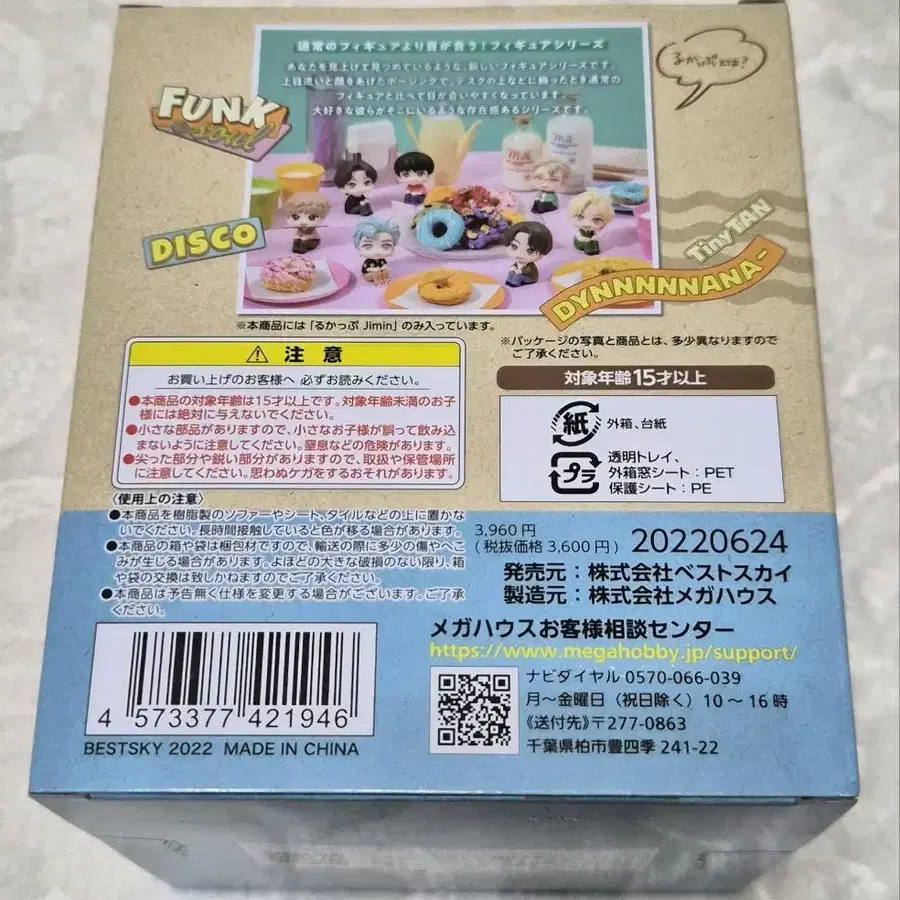 通常のフィギュアより目が合う!フィギュアシリーズ
あなたを見上げて見つめているような、新しいフィギュアシリーズです。
上目遣いと顔をあげたポージングで、デスクの上などに飾ったとき通常の
フィギュアと比べて目が合いやすくなっています。
大好きな彼らがそこにいるような存在感あるシリーズです。
るかっぷとは?
FUNK
soul
DISCO
Milk
Milk
TinyTAN
DYNNNNNANA-
※本商品には「るかっぷ Jimin」のみ入っています。
※パッケージの写真と商品とは、多少異なりますので
ご了承ください。
⚠ 注意
お買い上げのお客様へ 必ずお読みください。
●本商品の対象年齢は15才以上です。対象年齢未満のお子
様には絶対に与えないでください。
●小さな部品がありますので、小さなお子様が誤って飲み込
まないように注意してください。窒息などの危険があります。
●尖った部分や鋭い部分がありますので、取扱や保管場所
に注意してください。思わぬケガをするおそれがあります。
対象年齢15才以上
紙
外箱、台紙
プラ
透明トレイ、
外箱窓シート:PET
保護シート:PE
〈使用上の注意〉
●本商品を樹脂製のソファーやシート、タイルなどの上に置かな
いでください。長時間接触していると色が移る場合があります。
●本商品の箱や袋は梱包材ですので、輸送の際に多少の傷やへこ
みが生じる場合があります。よほどの大きな破損のない限り、箱
や袋の交換は致しかねますのでご了承ください。
●本商品は予告無く仕様を変更する場合がございます。ご了承
ください。
3,960円
(税抜価格 3,600円)
20220624
発売元:株式会社ベストスカイ
製造元:株式会社メガハウス
メガハウスお客様相談センター
https://www.megahobby.jp/support/
ナビダイヤル 0570-066-039
月～金曜日(祝日除く)10～16時
《送付先》〒277-0863
千葉県柏市豊四季 241-22
4 573377 421946
BESTSKY 2022 MADE IN CHINA